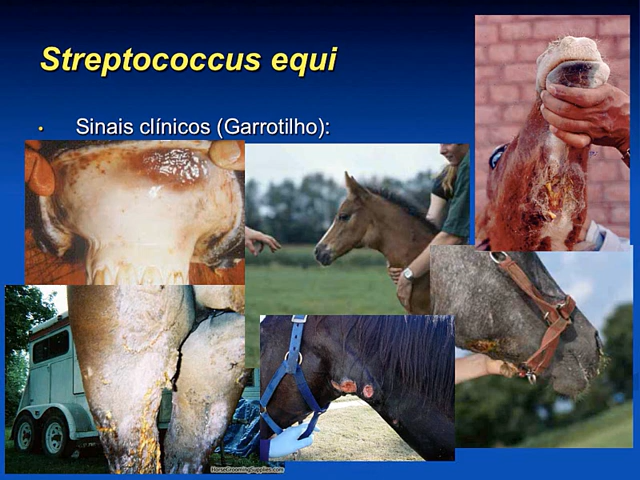 Streptococcus equi
• Sinais clínicos (Garrotilho):
HorseGroomingSupplies.com